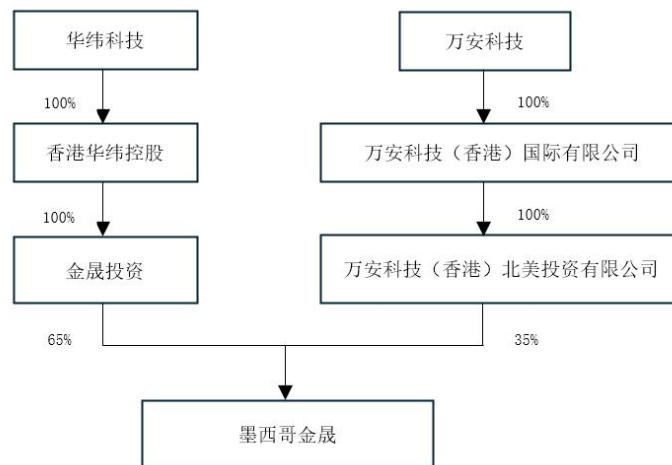 华纬科技
万安科技
100%
100%
香港华纬控股
万安科技（香港）国际有限公司
100%
100%
金晟投资
万安科技（香港）北美投资有限公司
65%
35%
墨西哥金晟